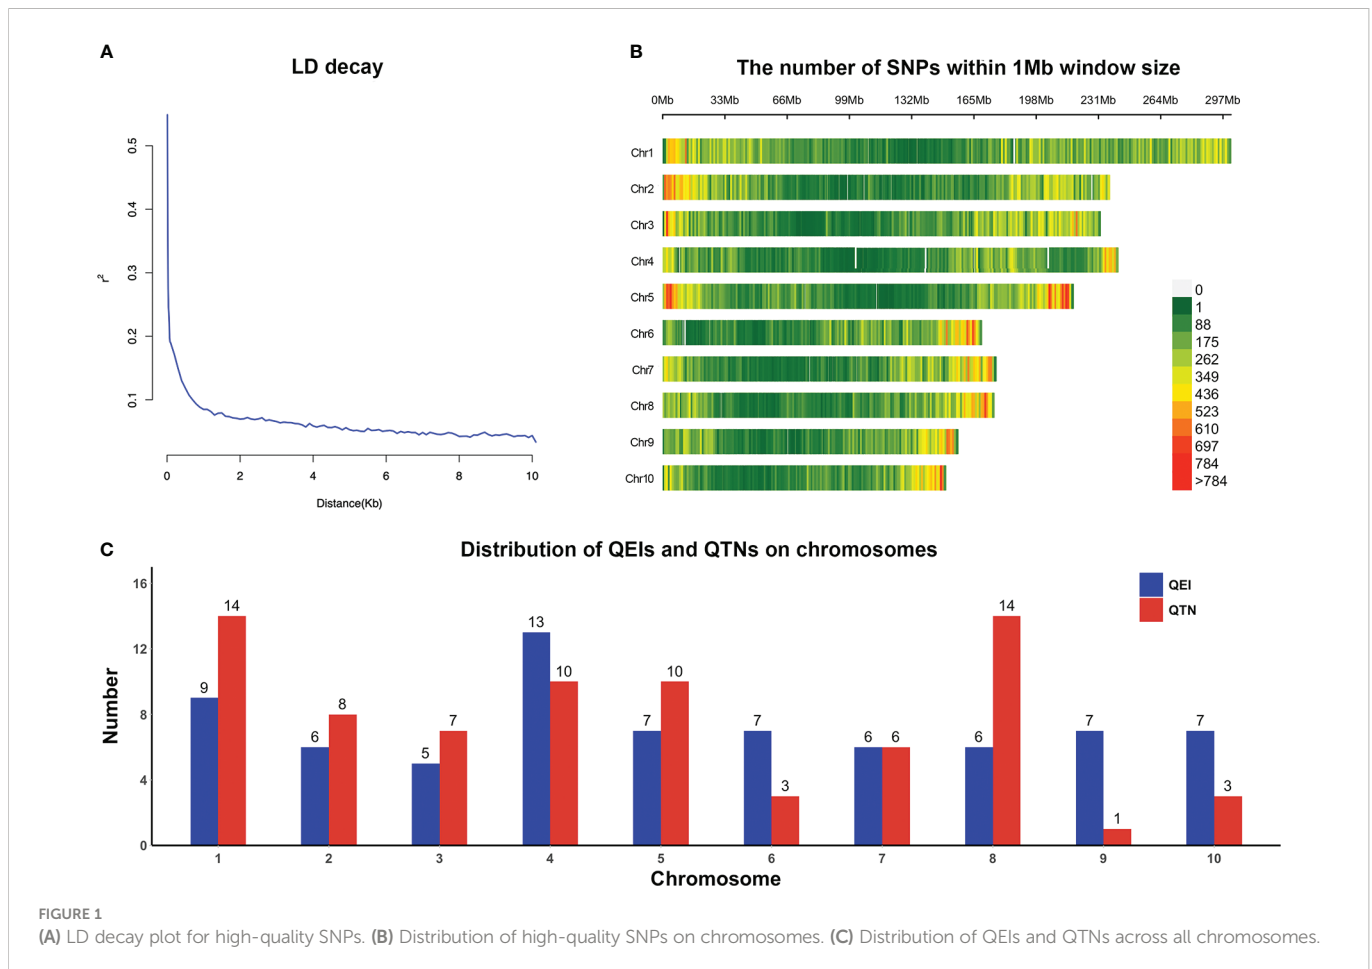 A
LD decay
r²
0.5
0.4
0.3
0.2
0.1
0 2 4 6 8 10
Distance(Kb)
B
The number of SNPs within 1Mb window size
0Mb 33Mb 66Mb 99Mb 132Mb 165Mb 198Mb 231Mb 264Mb 297Mb
Chr1
Chr2
Chr3
Chr4
Chr5
Chr6
Chr7
Chr8
Chr9
Chr10
0
1
88
175
262
349
436
523
610
697
784
>784
C
Distribution of QEIs and QTNs on chromosomes
QEI
QTN
Number
16
12
8
4
0
9 14 6 8 5 7 13 10 7 10 7 3 6 6 6 14 7 1 7 3
1 2 3 4 5 6 7 8 9 10
Chromosome
FIGURE 1
(A) LD decay plot for high-quality SNPs. (B) Distribution of high-quality SNPs on chromosomes. (C) Distribution of QEIs and QTNs across all chromosomes.